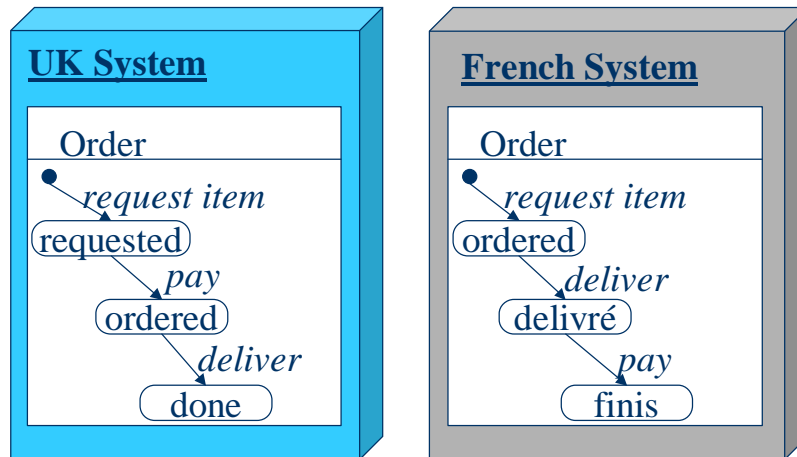 UK System
Order
request item
requested
pay
ordered
deliver
done
French System
Order
request item
ordered
deliver
delivré
pay
finis